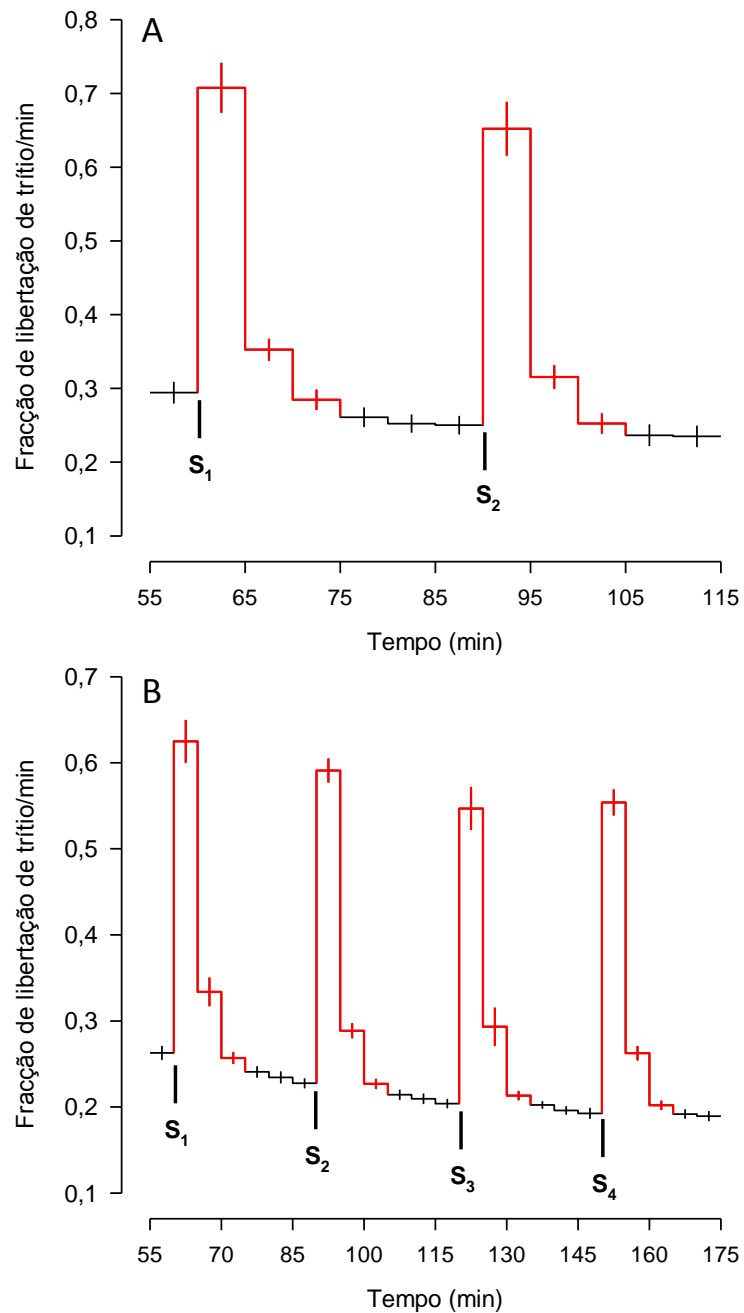 A
Fracção de libertação de trítio/min
0,8
0,7
0,6
0,5
0,4
0,3
0,2
0,1
S1
S2
55 65 75 85 95 105 115
Tempo (min)
B
Fracção de libertação de trítio/min
0,7
0,6
0,5
0,4
0,3
0,2
0,1
S1
S2
S3
S4
55 70 85 100 115 130 145 160 175
Tempo (min)